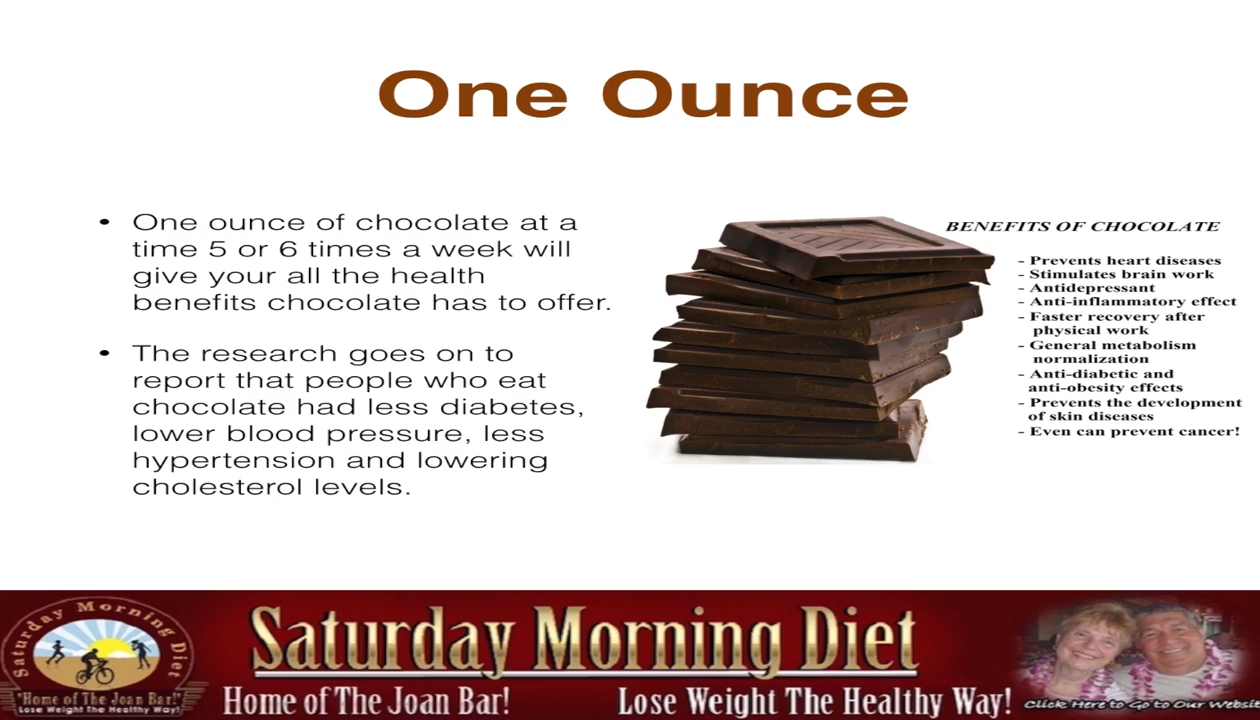 One Ounce
• One ounce of chocolate at a
time 5 or 6 times a week will
give your all the health
benefits chocolate has to offer.
• The research goes on to
report that people who eat
chocolate had less diabetes,
lower blood pressure, less
hypertension and lowering
cholesterol levels.
BENEFITS OF CHOCOLATE
- Prevents heart diseases
- Stimulates brain work
- Antidepressant
- Anti-inflammatory effect
- Faster recovery after
physical work
- General metabolism
normalization
- Anti-diabetic and
anti-obesity effects
- Prevents the development
of skin diseases
- Even can prevent cancer!
Saturday Morning Diet
"Home of The Joan Bar!"
Lose Weight The Healthy Way!
Saturday Morning Diet
Home of The Joan Bar! Lose Weight The Healthy Way!
Click Here to Go to Our Websi